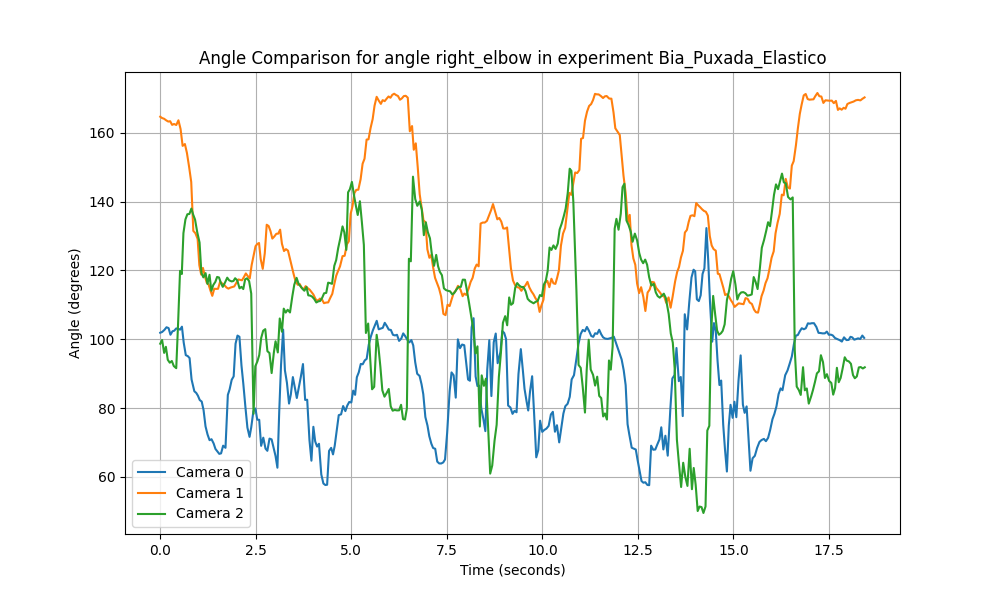 Angle Comparison for angle right_elbow in experiment Bia_Puxada_Elastico
Angle (degrees)
160
140
120
100
80
60
Camera 0
Camera 1
Camera 2
0.0 2.5 5.0 7.5 10.0 12.5 15.0 17.5
Time (seconds)